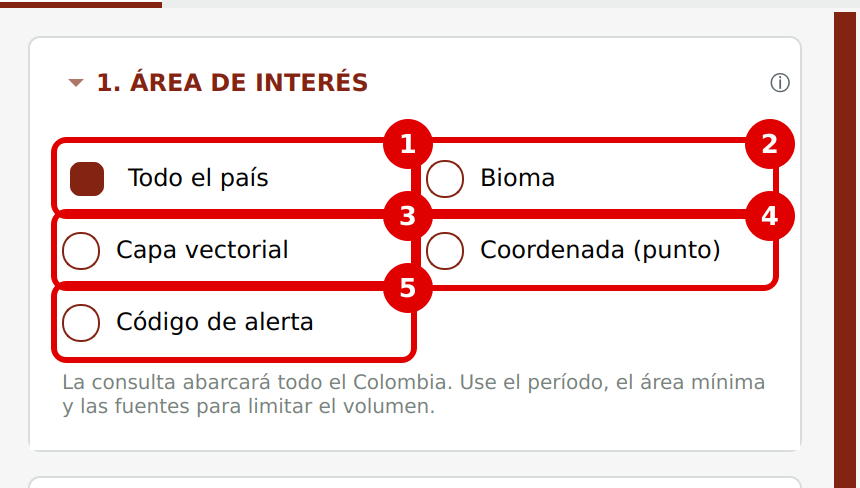 1. ÁREA DE INTERÉS ⓘ
1
2
Todo el país
Bioma
3
4
Capa vectorial
Coordenada (punto)
5
Código de alerta
La consulta abarcará todo el Colombia. Use el período, el área mínima
y las fuentes para limitar el volumen.